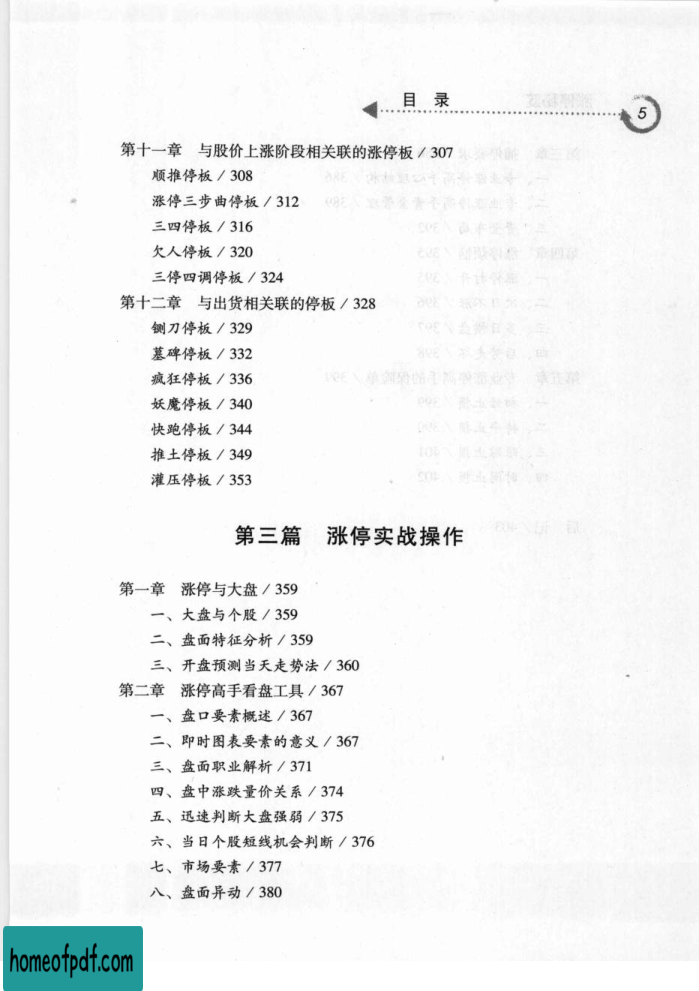 目 录
5
第十一章 与股价上涨阶段相关联的涨停板 / 307
顺推停板 / 308
涨停三步曲停板 / 312
三四停板 / 316
欠人停板 / 320
三停四调停板 / 324
第十二章 与出货相关联的停板 / 328
铡刀停板 / 329
墓碑停板 / 332
疯狂停板 / 336
妖魔停板 / 340
快跑停板 / 344
推土停板 / 349
灌压停板 / 353
第三篇 涨停实战操作
第一章 涨停与大盘 / 359
一、大盘与个股 / 359
二、盘面特征分析 / 359
三、开盘预测当天走势法 / 360
第二章 涨停高手看盘工具 / 367
一、盘口要素概述 / 367
二、即时图表要素的意义 / 367
三、盘面职业解析 / 371
四、盘中涨跌量价关系 / 374
五、迅速判断大盘强弱 / 375
六、当日个股短线机会判断 / 376
七、市场要素 / 377
八、盘面异动 / 380
homeofpdf.com